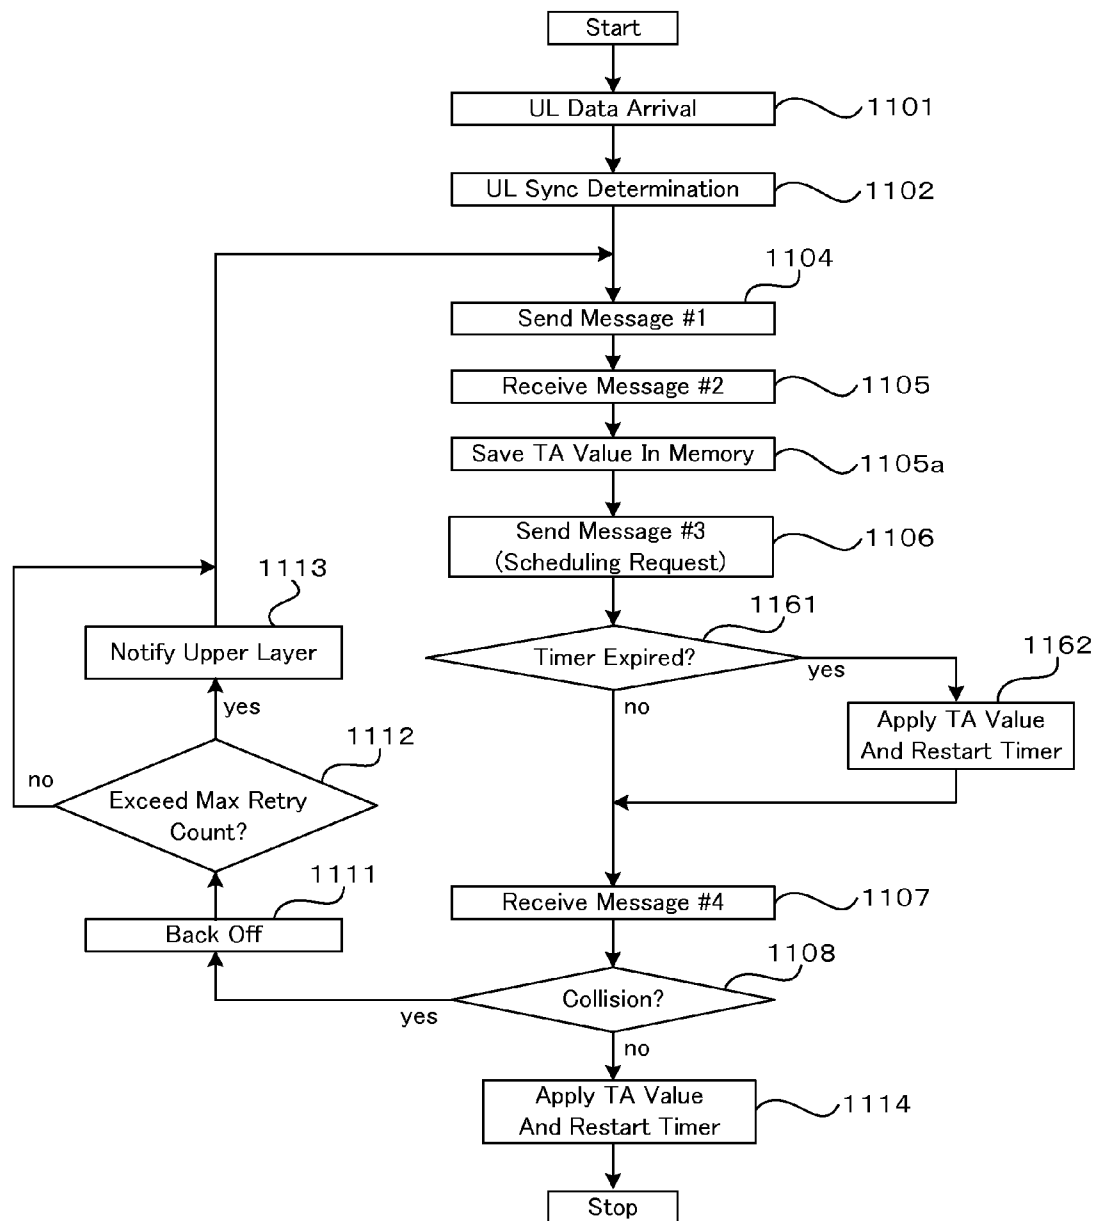 Start
UL Data Arrival
1101
UL Sync Determination
1102
1104
Send Message #1
Receive Message #2
1105
Save TA Value In Memory
1105a
Send Message #3
(Scheduling Request)
1106
1113
Notify Upper Layer
1161
Timer Expired?
yes
no
1162
Apply TA Value
And Restart Timer
yes
1112
no
Exceed Max Retry
Count?
1111
Back Off
Receive Message #4
1107
1108
Collision?
yes
no
Apply TA Value
And Restart Timer
1114
Stop